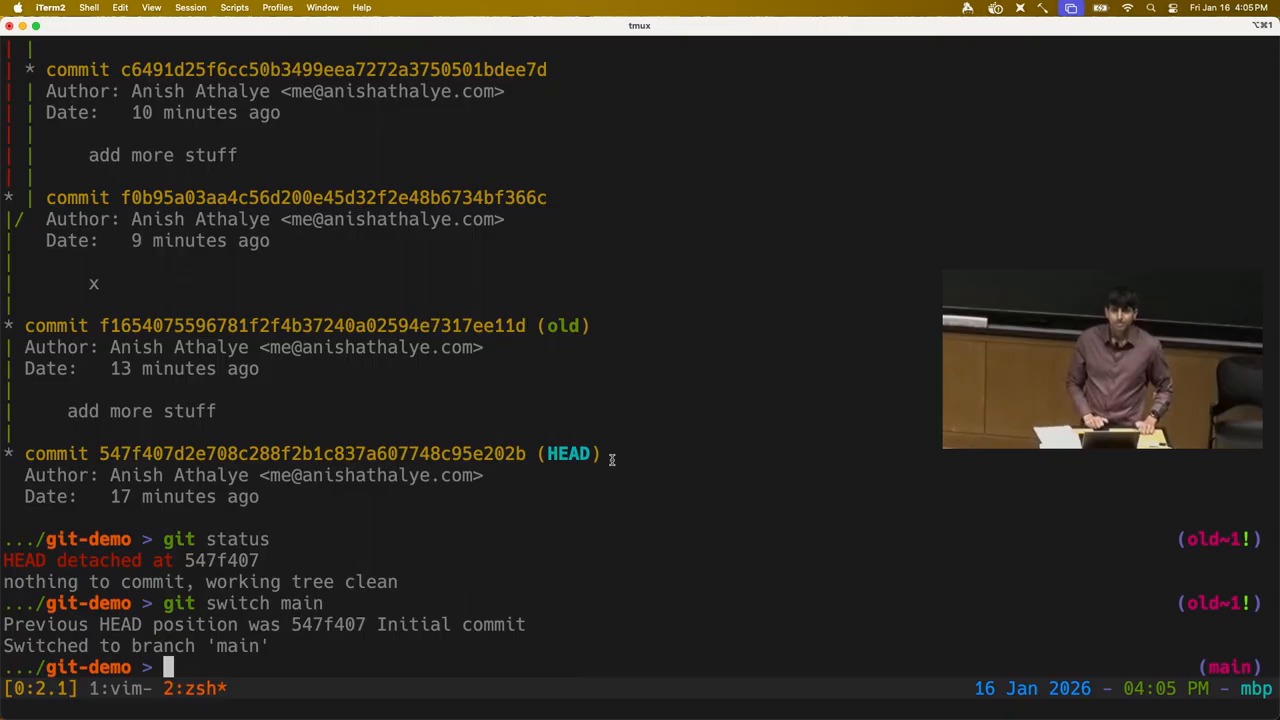 iTerm2 Shell Edit View Session Scripts Profiles Window Help Fri Jan 16 4:05 PM
tmux ⌥⌘1
* commit c6491d25f6cc50b3499eea7272a3750501bdee7d
Author: Anish Athalye <me@anishathalye.com>
Date: 10 minutes ago
add more stuff
* commit f0b95a03aa4c56d200e45d32f2e48b6734bf366c
Author: Anish Athalye <me@anishathalye.com>
Date: 9 minutes ago
x
* commit f1654075596781f2f4b37240a02594e7317ee11d (old)
Author: Anish Athalye <me@anishathalye.com>
Date: 13 minutes ago
add more stuff
* commit 547f407d2e708c288f2b1c837a607748c95e202b (HEAD)
Author: Anish Athalye <me@anishathalye.com>
Date: 17 minutes ago
.../git-demo > git status (old~1!)
HEAD detached at 547f407
nothing to commit, working tree clean
.../git-demo > git switch main (old~1!)
Previous HEAD position was 547f407 Initial commit
Switched to branch 'main'
.../git-demo > (main)
[0:2.1] 1:vim- 2:zsh* 16 Jan 2026 - 04:05 PM - mbp